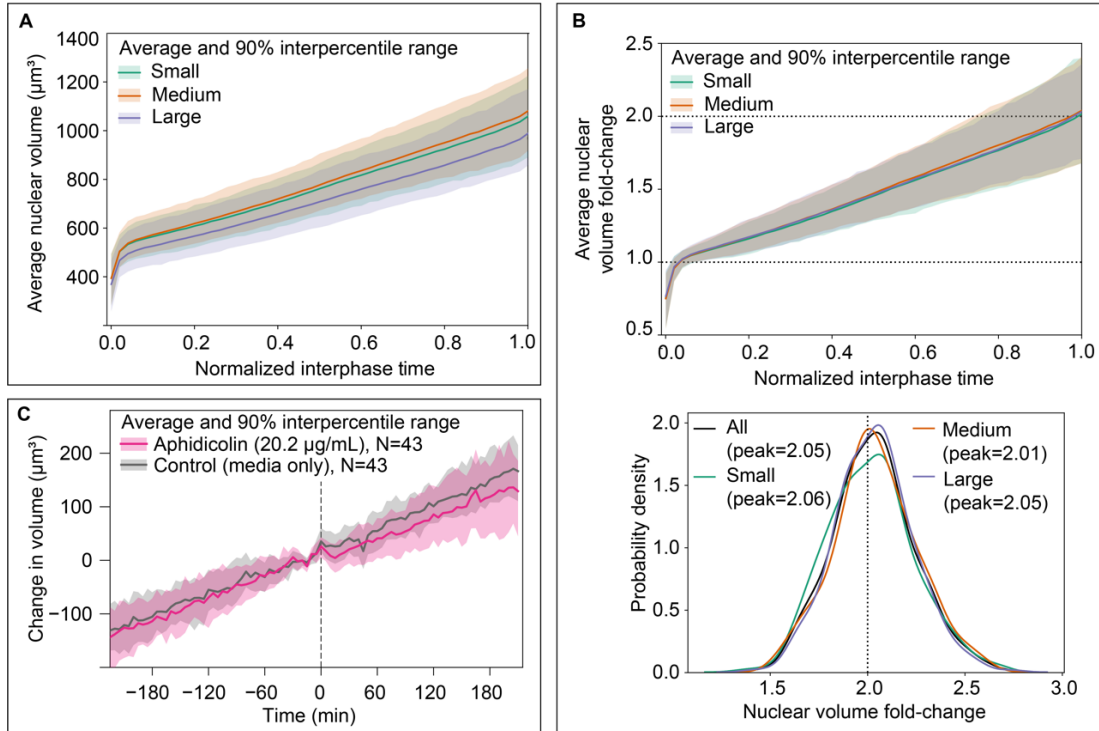 A
Average and 90% interpercentile range
Small
Medium
Large
Average nuclear volume (µm³)
1400
1200
1000
800
600
400
0.0 0.2 0.4 0.6 0.8 1.0
Normalized interphase time
B
Average and 90% interpercentile range
Small
Medium
Large
Average nuclear
volume fold-change
2.5
2.0
1.5
1.0
0.5
0.0 0.2 0.4 0.6 0.8 1.0
Normalized interphase time
C
Average and 90% interpercentile range
Aphidicolin (20.2 µg/mL), N=43
Control (media only), N=43
Change in volume (µm³)
200
100
0
−100
−180 −120 −60 0 60 120 180
Time (min)
All
(peak=2.05)
Small
(peak=2.06)
Medium
(peak=2.01)
Large
(peak=2.05)
Probability density
2.0
1.5
1.0
0.5
0.0
1.5 2.0 2.5 3.0
Nuclear volume fold-change